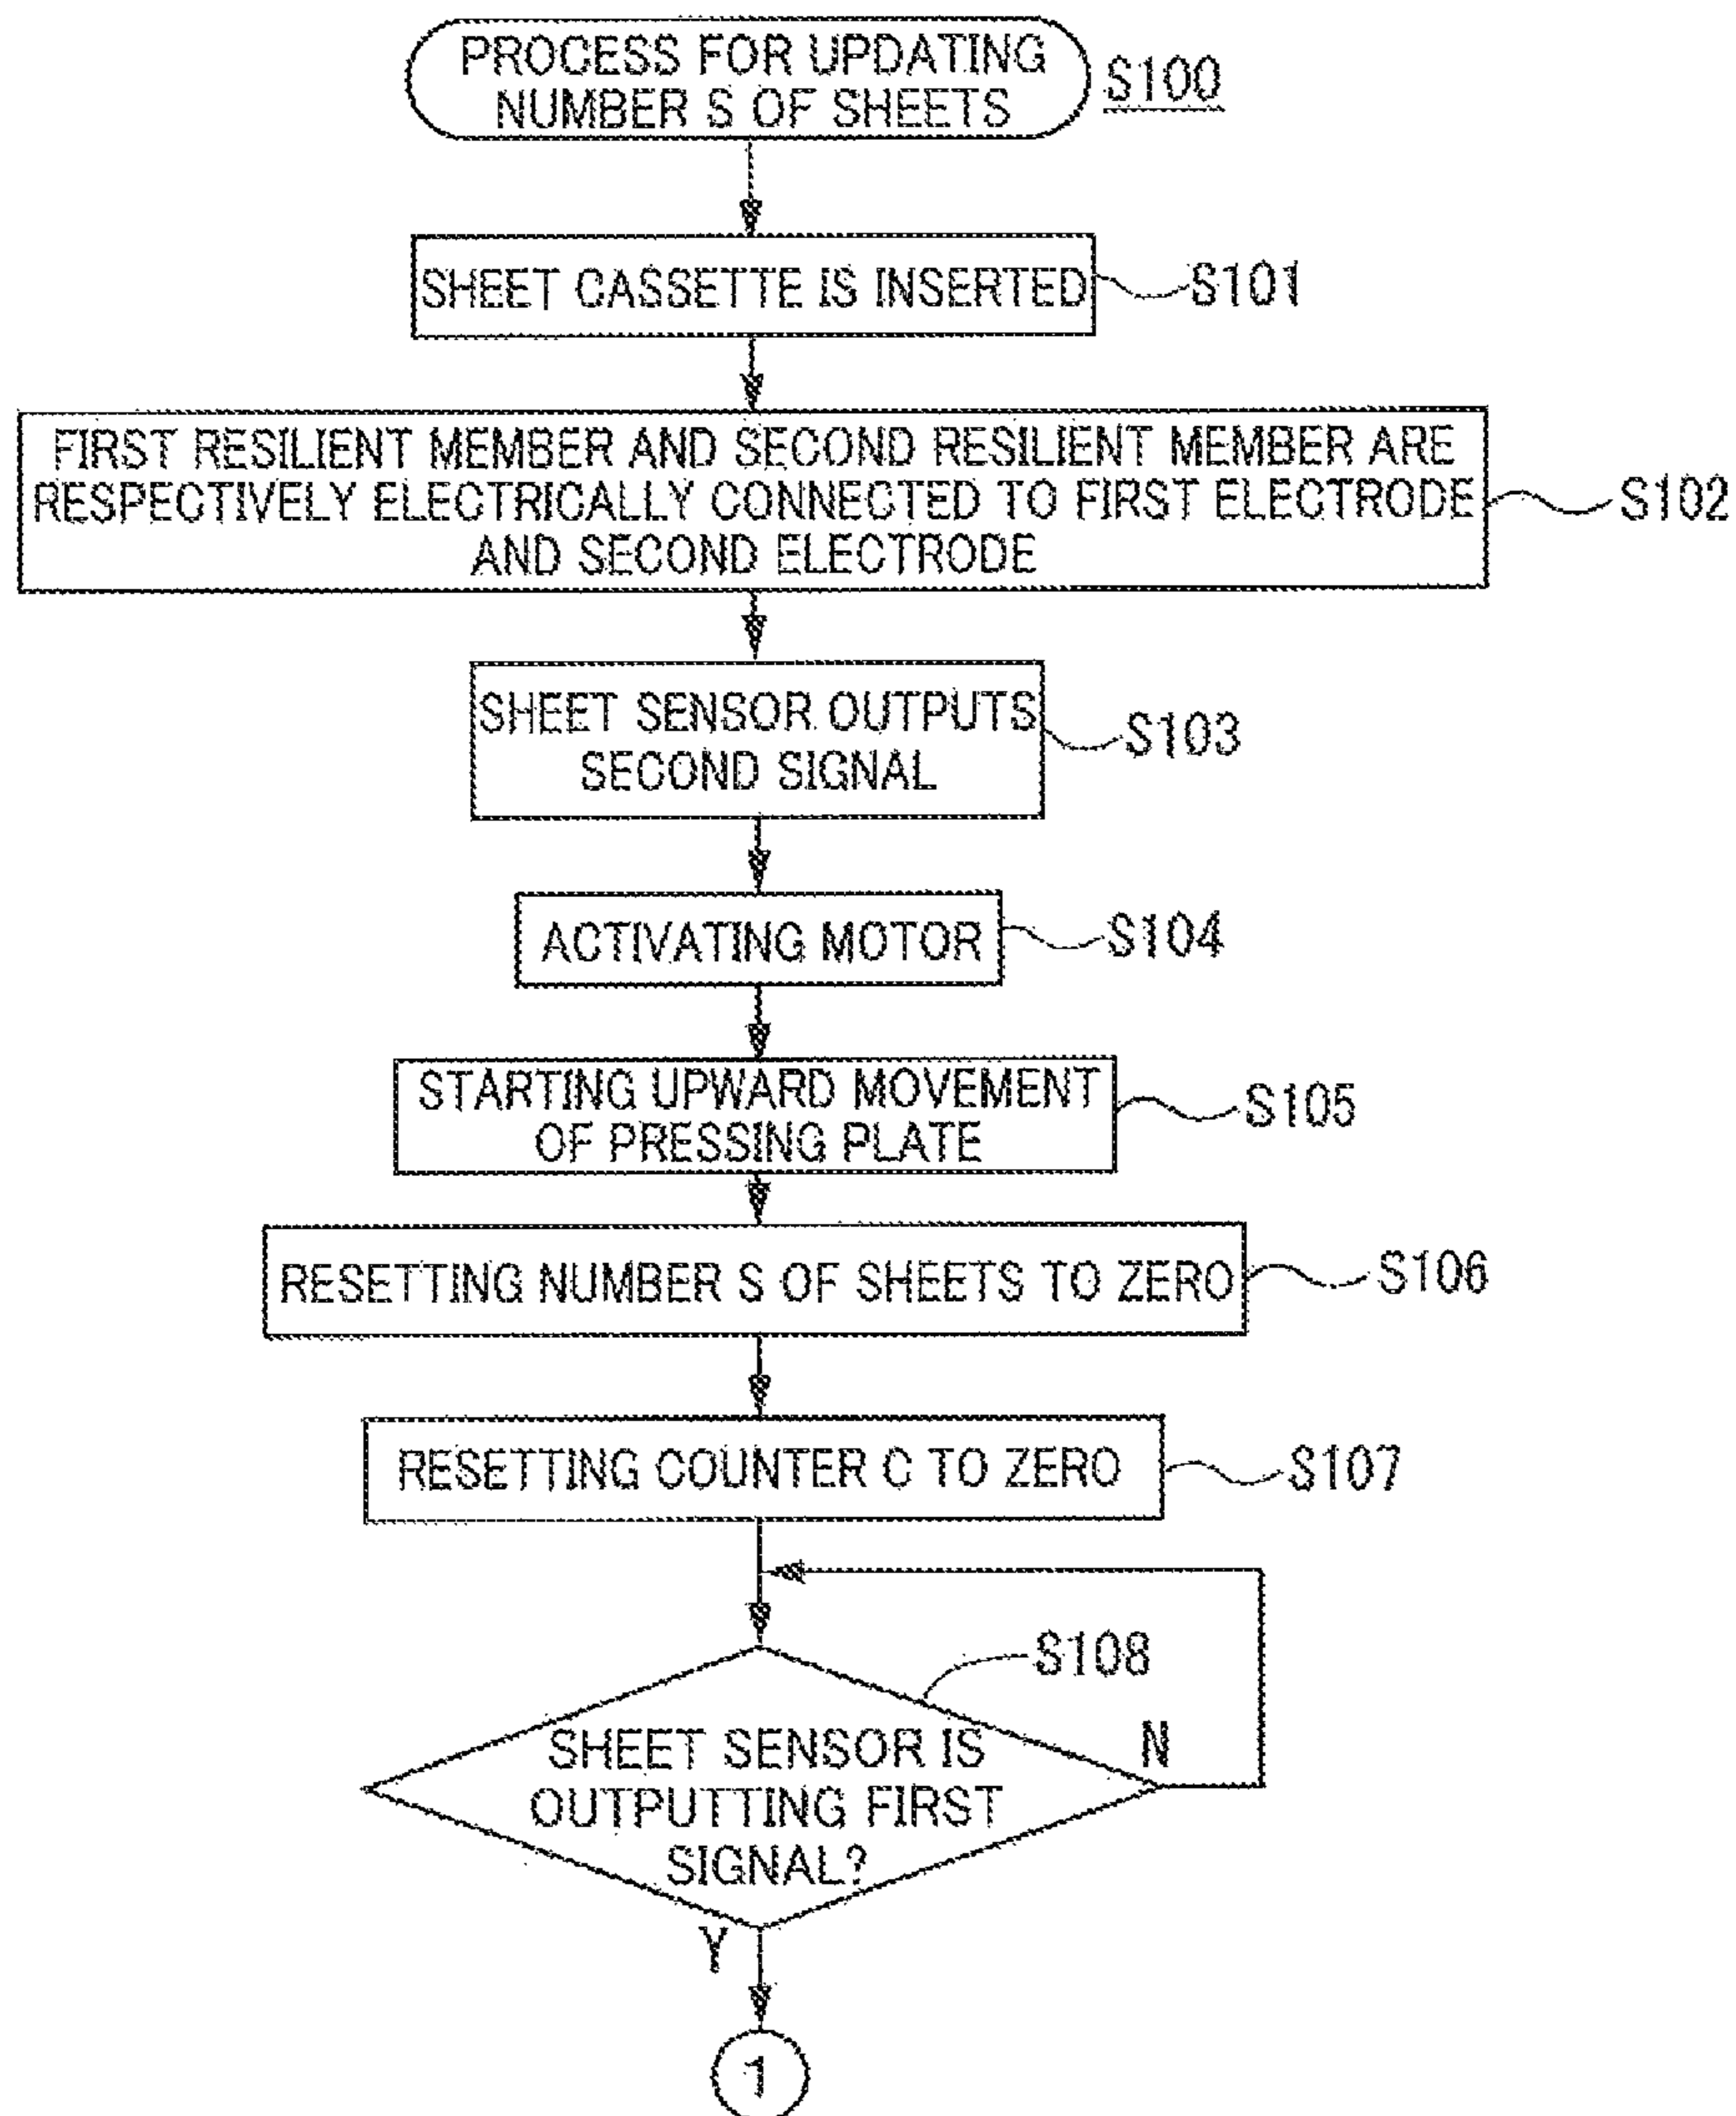 PROCESS FOR UPDATING
NUMBER S OF SHEETS
S100
SHEET CASSETTE IS INSERTED
S101
FIRST RESILIENT MEMBER AND SECOND RESILIENT MEMBER ARE
RESPECTIVELY ELECTRICALLY CONNECTED TO FIRST ELECTRODE
AND SECOND ELECTRODE
S102
SHEET SENSOR OUTPUTS
SECOND SIGNAL
S103
ACTIVATING MOTOR
S104
STARTING UPWARD MOVEMENT
OF PRESSING PLATE
S105
RESETTING NUMBER S OF SHEETS TO ZERO
S106
RESETTING COUNTER C TO ZERO
S107
S108
SHEET SENSOR IS
OUTPUTTING FIRST
SIGNAL?
N
Y
1